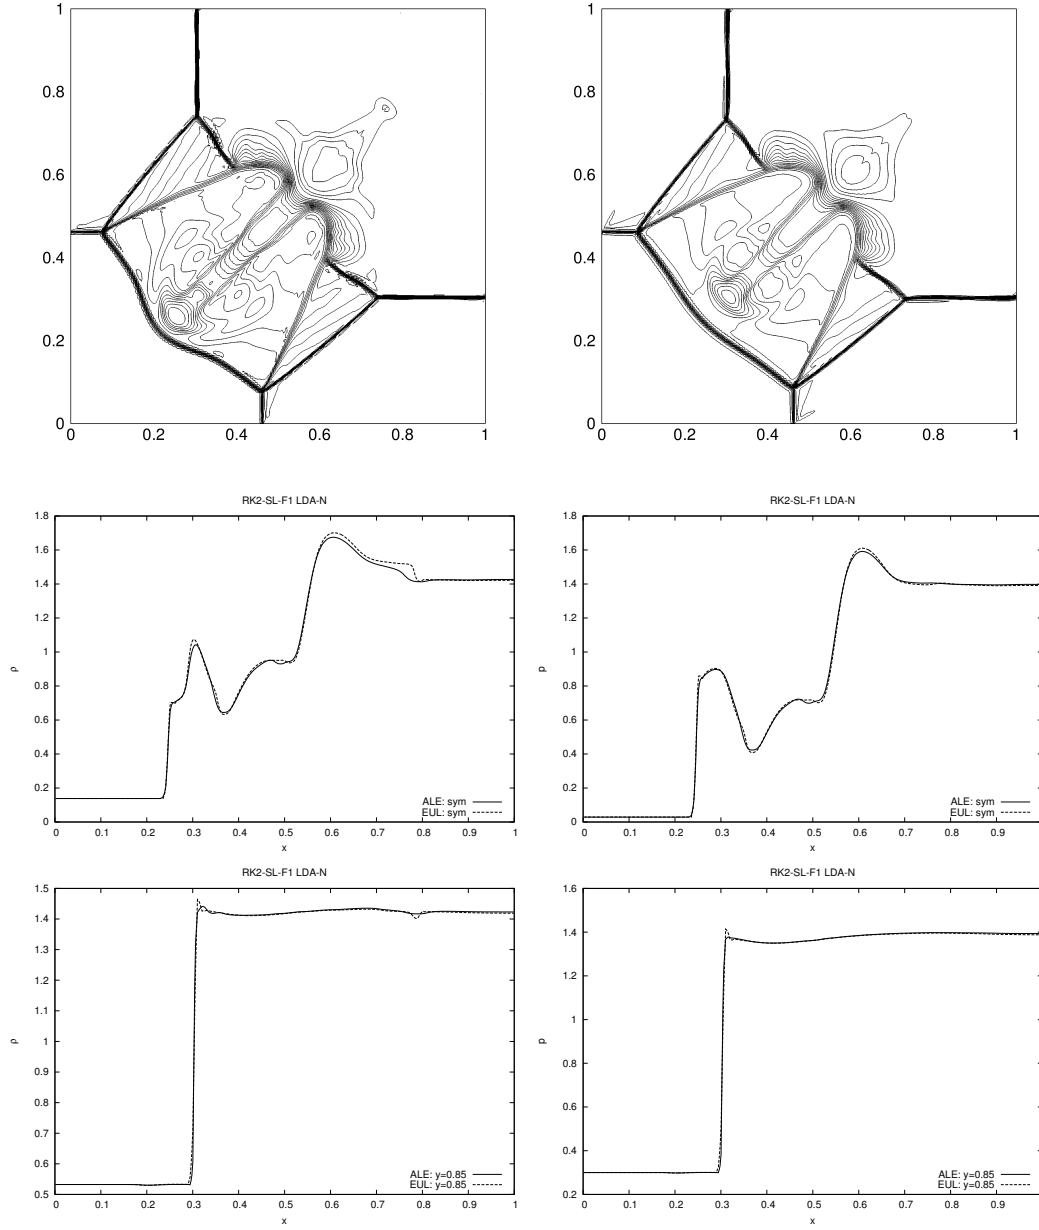 1
0.8
0.6
0.4
0.2
0
0 0.2 0.4 0.6 0.8 1
1
0.8
0.6
0.4
0.2
0
0 0.2 0.4 0.6 0.8 1
RK2-SL-F1 LDA-N
1.8
1.6
1.4
1.2
1
0.8
0.6
0.4
0.2
0
ρ
0 0.1 0.2 0.3 0.4 0.5 0.6 0.7 0.8 0.9 1
x
ALE: sym
EUL: sym
RK2-SL-F1 LDA-N
1.8
1.6
1.4
1.2
1
0.8
0.6
0.4
0.2
0
p
0 0.1 0.2 0.3 0.4 0.5 0.6 0.7 0.8 0.9
x
ALE: sym
EUL: sym
RK2-SL-F1 LDA-N
1.5
1.4
1.3
1.2
1.1
1
0.9
0.8
0.7
0.6
0.5
ρ
0 0.1 0.2 0.3 0.4 0.5 0.6 0.7 0.8 0.9 1
x
ALE: y=0.85
EUL: y=0.85
RK2-SL-F1 LDA-N
1.6
1.4
1.2
1
0.8
0.6
0.4
0.2
p
0 0.1 0.2 0.3 0.4 0.5 0.6 0.7 0.8 0.9
x
ALE: y=0.85
EUL: y=0.85